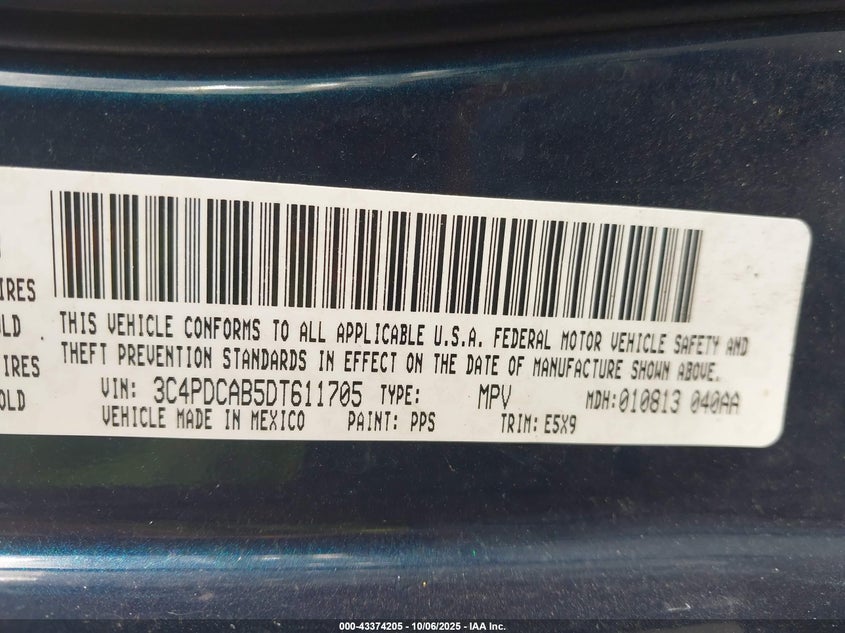 IRES
OLD
THIS VEHICLE CONFORMS TO ALL APPLICABLE U.S.A. FEDERAL MOTOR VEHICLE SAFETY AND
IRES
THEFT PREVENTION STANDARDS IN EFFECT ON THE DATE OF MANUFACTURE SHOWN ABOVE.
OLD
VIN: 3C4PDCAB5DT611705 TYPE: MPV MDH:010813 040AA
VEHICLE MADE IN MEXICO PAINT: PPS TRIM: E5X9
000-43374205 - 10/06/2025 - IAA Inc.